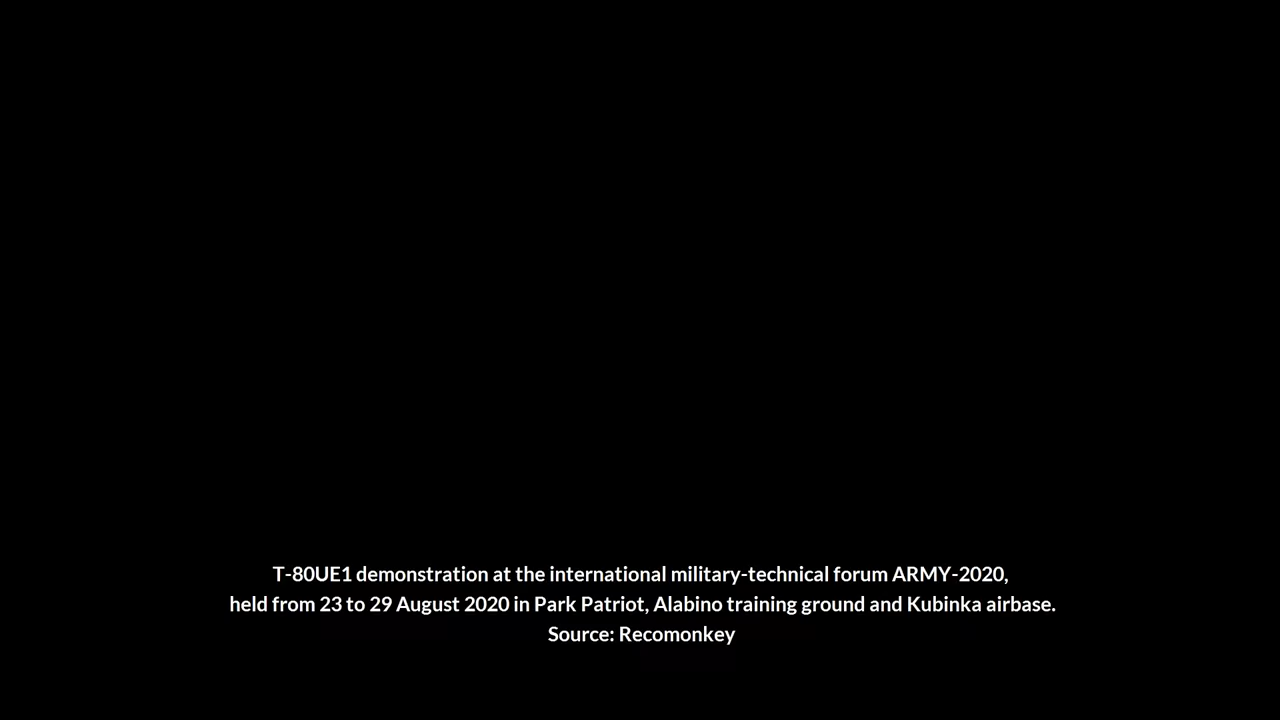 T-80UE1 demonstration at the international military-technical forum ARMY-2020,
held from 23 to 29 August 2020 in Park Patriot, Alabino training ground and Kubinka airbase.
Source: Recomonkey